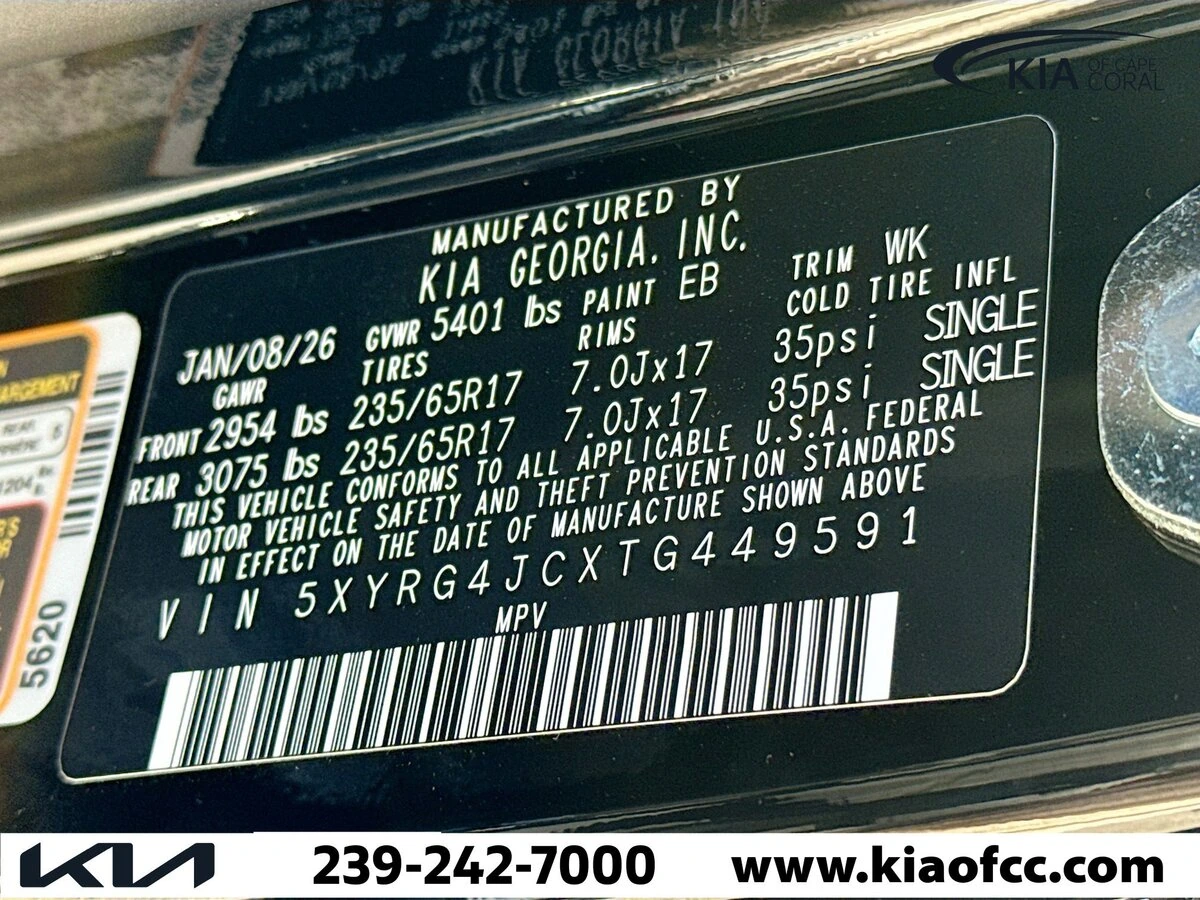 KIA OF CAPE CORAL
MANUFACTURED BY
KIA GEORGIA, INC.
JAN/08/26 GVWR 5401 lbs PAINT EB TRIM WK
GAWR TIRES RIMS COLD TIRE INFL
FRONT 2954 lbs 235/65R17 7.0Jx17 35psi SINGLE
REAR 3075 lbs 235/65R17 7.0Jx17 35psi SINGLE
THIS VEHICLE CONFORMS TO ALL APPLICABLE U.S.A. FEDERAL
MOTOR VEHICLE SAFETY AND THEFT PREVENTION STANDARDS
IN EFFECT ON THE DATE OF MANUFACTURE SHOWN ABOVE
VIN 5XYRG4JCXTG449591
MPV
5620
KIA
239-242-7000
www.kiaofcc.com